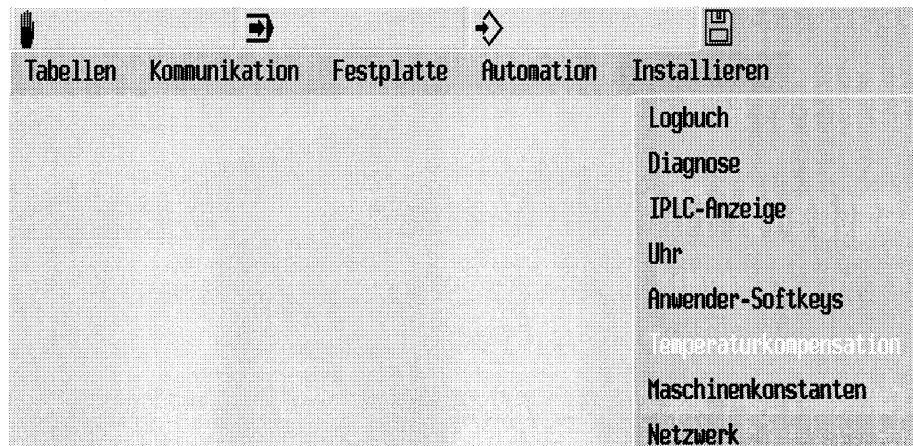 Tabellen Kommunikation Festplatte Automation Installieren
Logbuch
Diagnose
IPLC-Anzeige
Uhr
Anwender-Softkeys
Temperaturkompensation
Maschinenkonstanten
Netzwerk